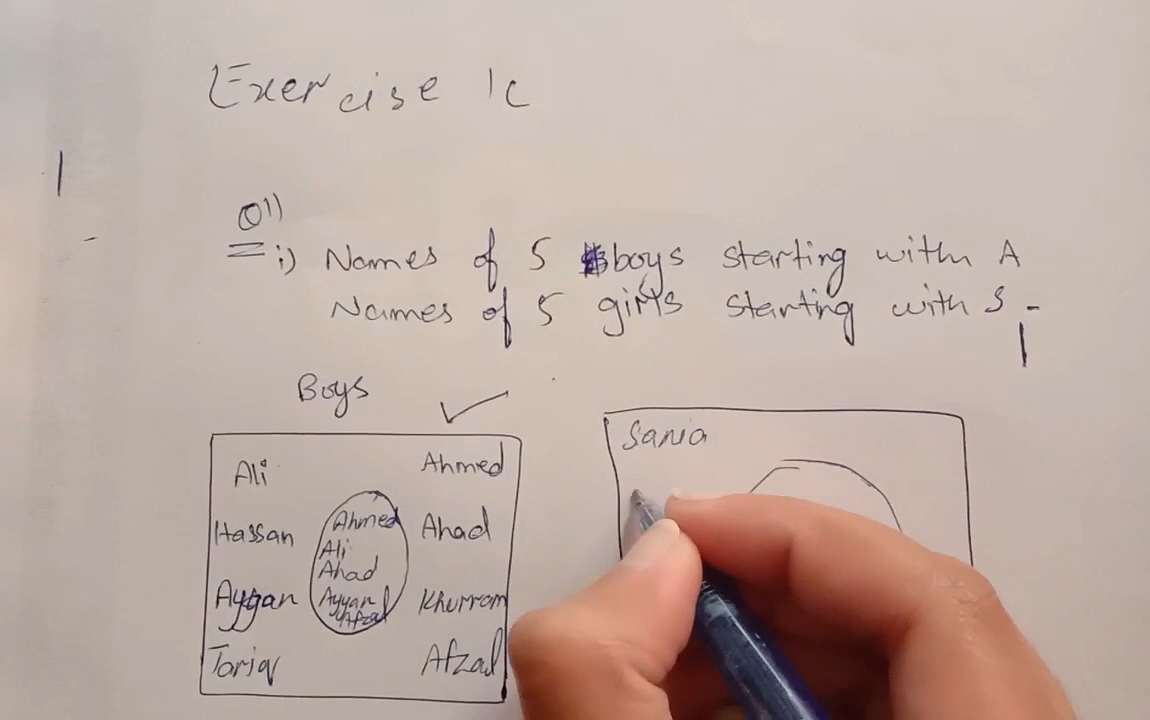 Exercise 1c
Q1)
i) Names of 5 boys starting with A
Names of 5 girls starting with S.
Boys
Ali
Ahmed
Hassan
Ahad
Ayyan
Khurram
Tariq
Afzal
Ahmed
Ali
Ahad
Ayyan
Afzal
Sania